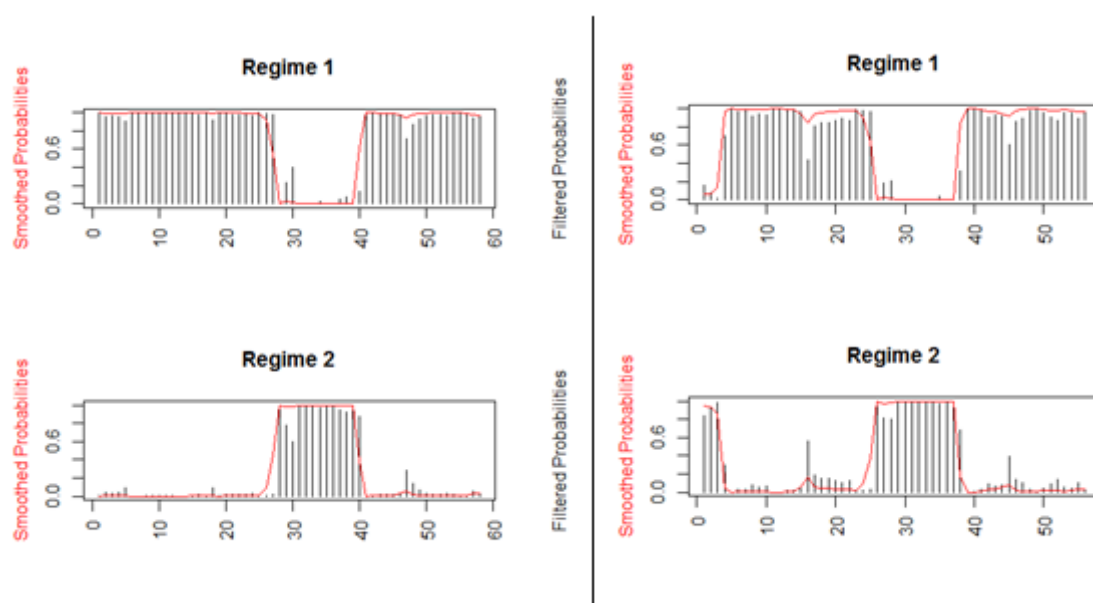 Regime 1
Smoothed Probabilities
0.0 0.6
Filtered Probabilities
0 10 20 30 40 50 60
Regime 2
Smoothed Probabilities
0.0 0.6
Filtered Probabilities
0 10 20 30 40 50 60
Regime 1
Smoothed Probabilities
0.0 0.6
0 10 20 30 40 50
Regime 2
Smoothed Probabilities
0.0 0.6
0 10 20 30 40 50